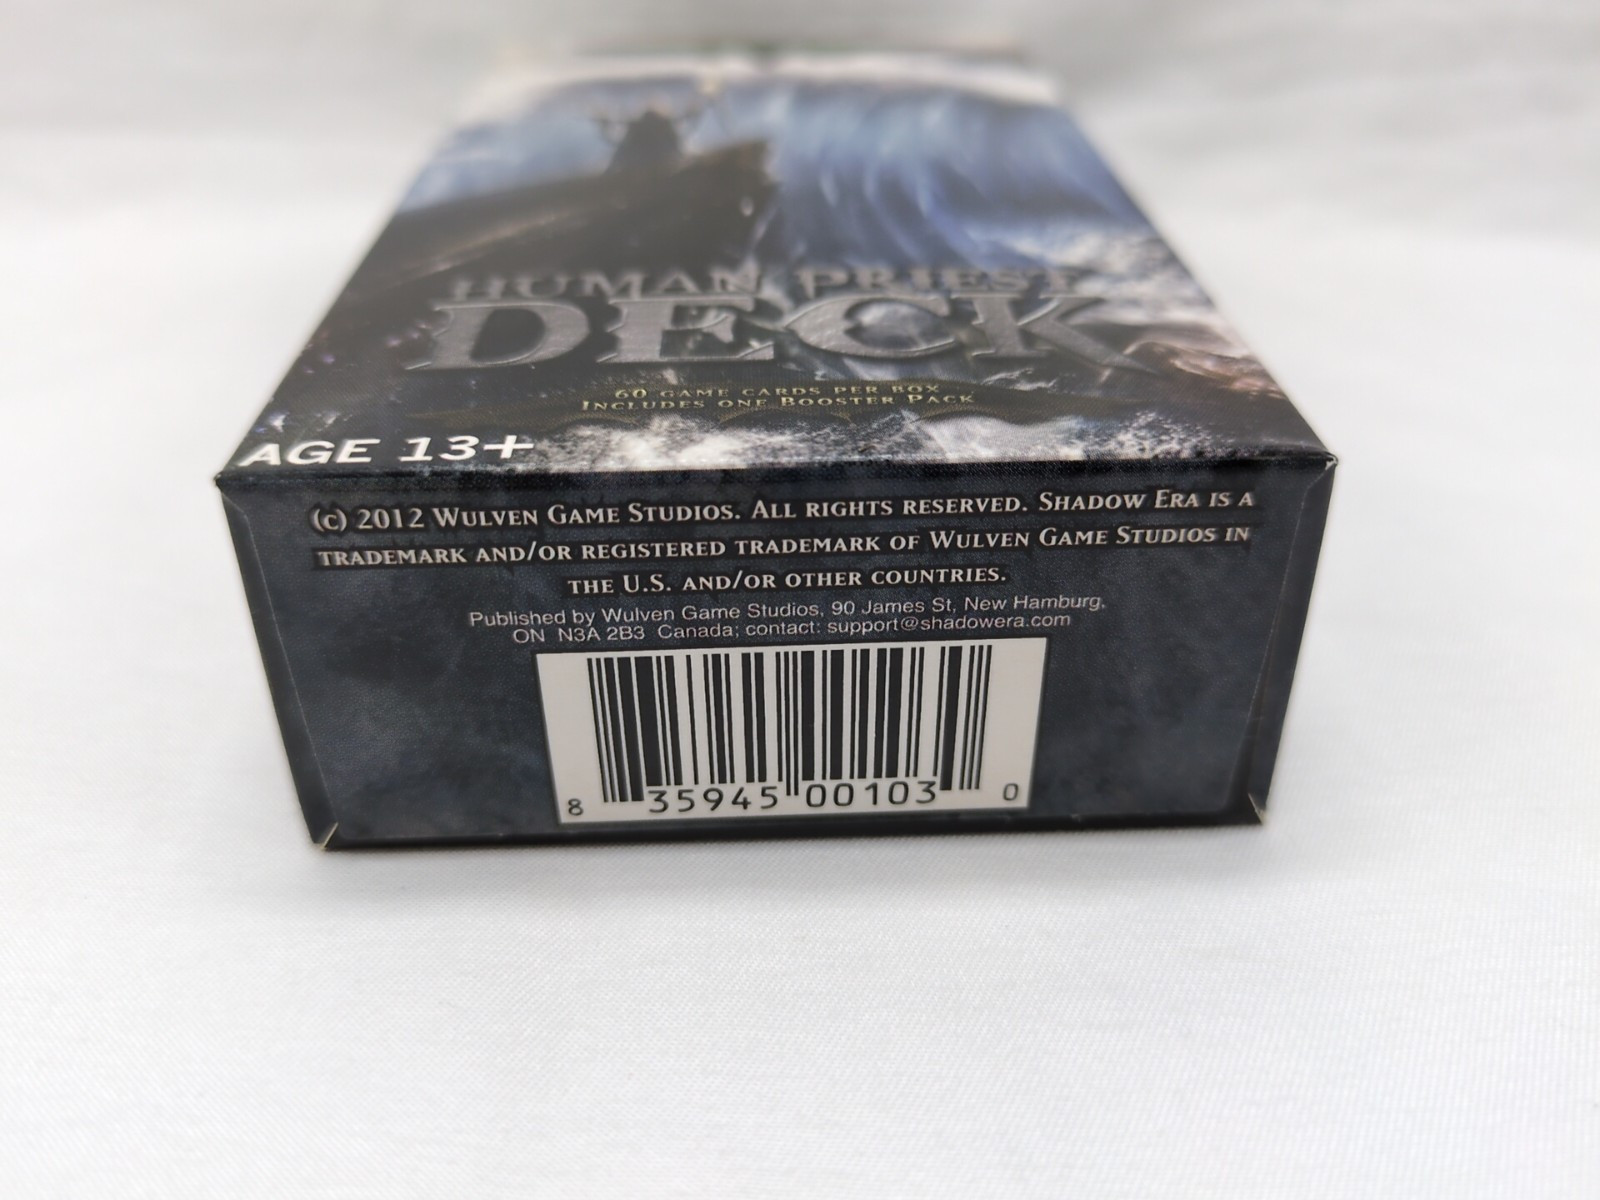 HUMAN PRIEST
DECK
60 GAME CARDS PER BOX
INCLUDES ONE BOOSTER PACK
AGE 13+
(C) 2012 WULVEN GAME STUDIOS. ALL RIGHTS RESERVED. SHADOW ERA IS A
TRADEMARK AND/OR REGISTERED TRADEMARK OF WULVEN GAME STUDIOS IN
THE U.S. AND/OR OTHER COUNTRIES.
Published by Wulven Game Studios, 90 James St, New Hamburg,
ON N3A 2B3 Canada; contact: support@shadowera.com
8 35945 00103 0